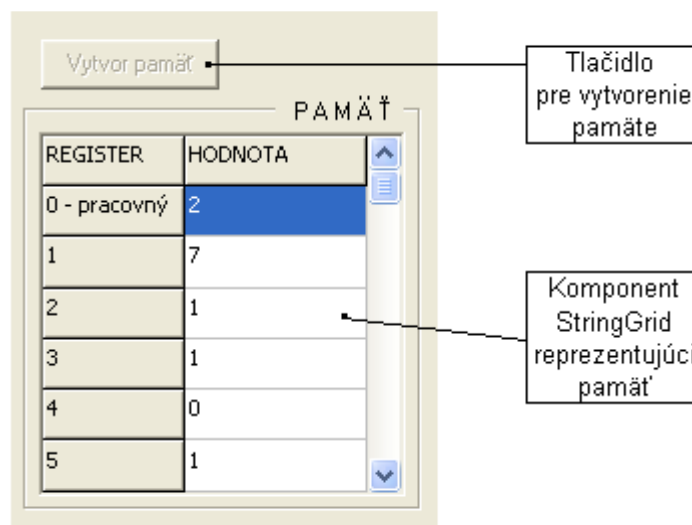 Vytvor pamäť
PAMÄŤ
REGISTER HODNOTA
0 - pracovný 2
1 7
2 1
3 1
4 0
5 1
Tlačidlo
pre vytvorenie
pamäte
Komponent
StringGrid
reprezentujúci
pamäť